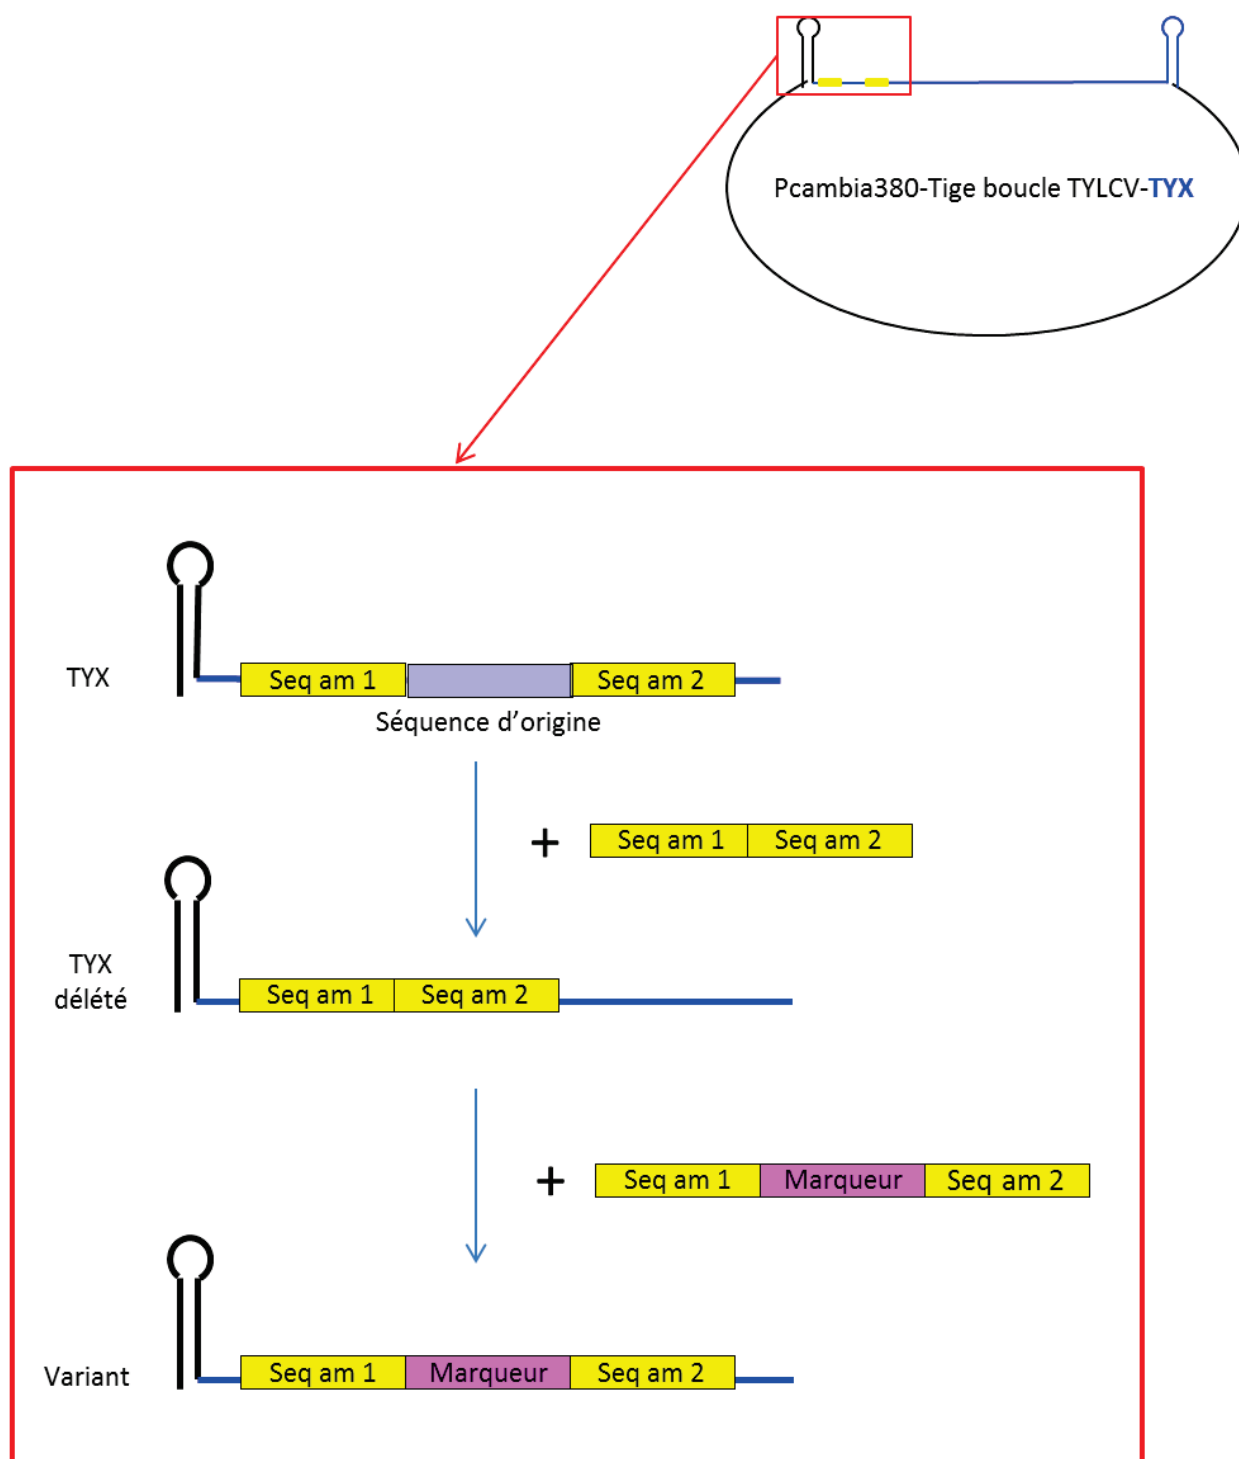 Pcambia380-Tige boucle TYLCV-TYX
TYX
Seq am 1
Seq am 2
Séquence d'origine
+
Seq am 1
Seq am 2
TYX
délété
Seq am 1
Seq am 2
+
Seq am 1
Marqueur
Seq am 2
Variant
Seq am 1
Marqueur
Seq am 2